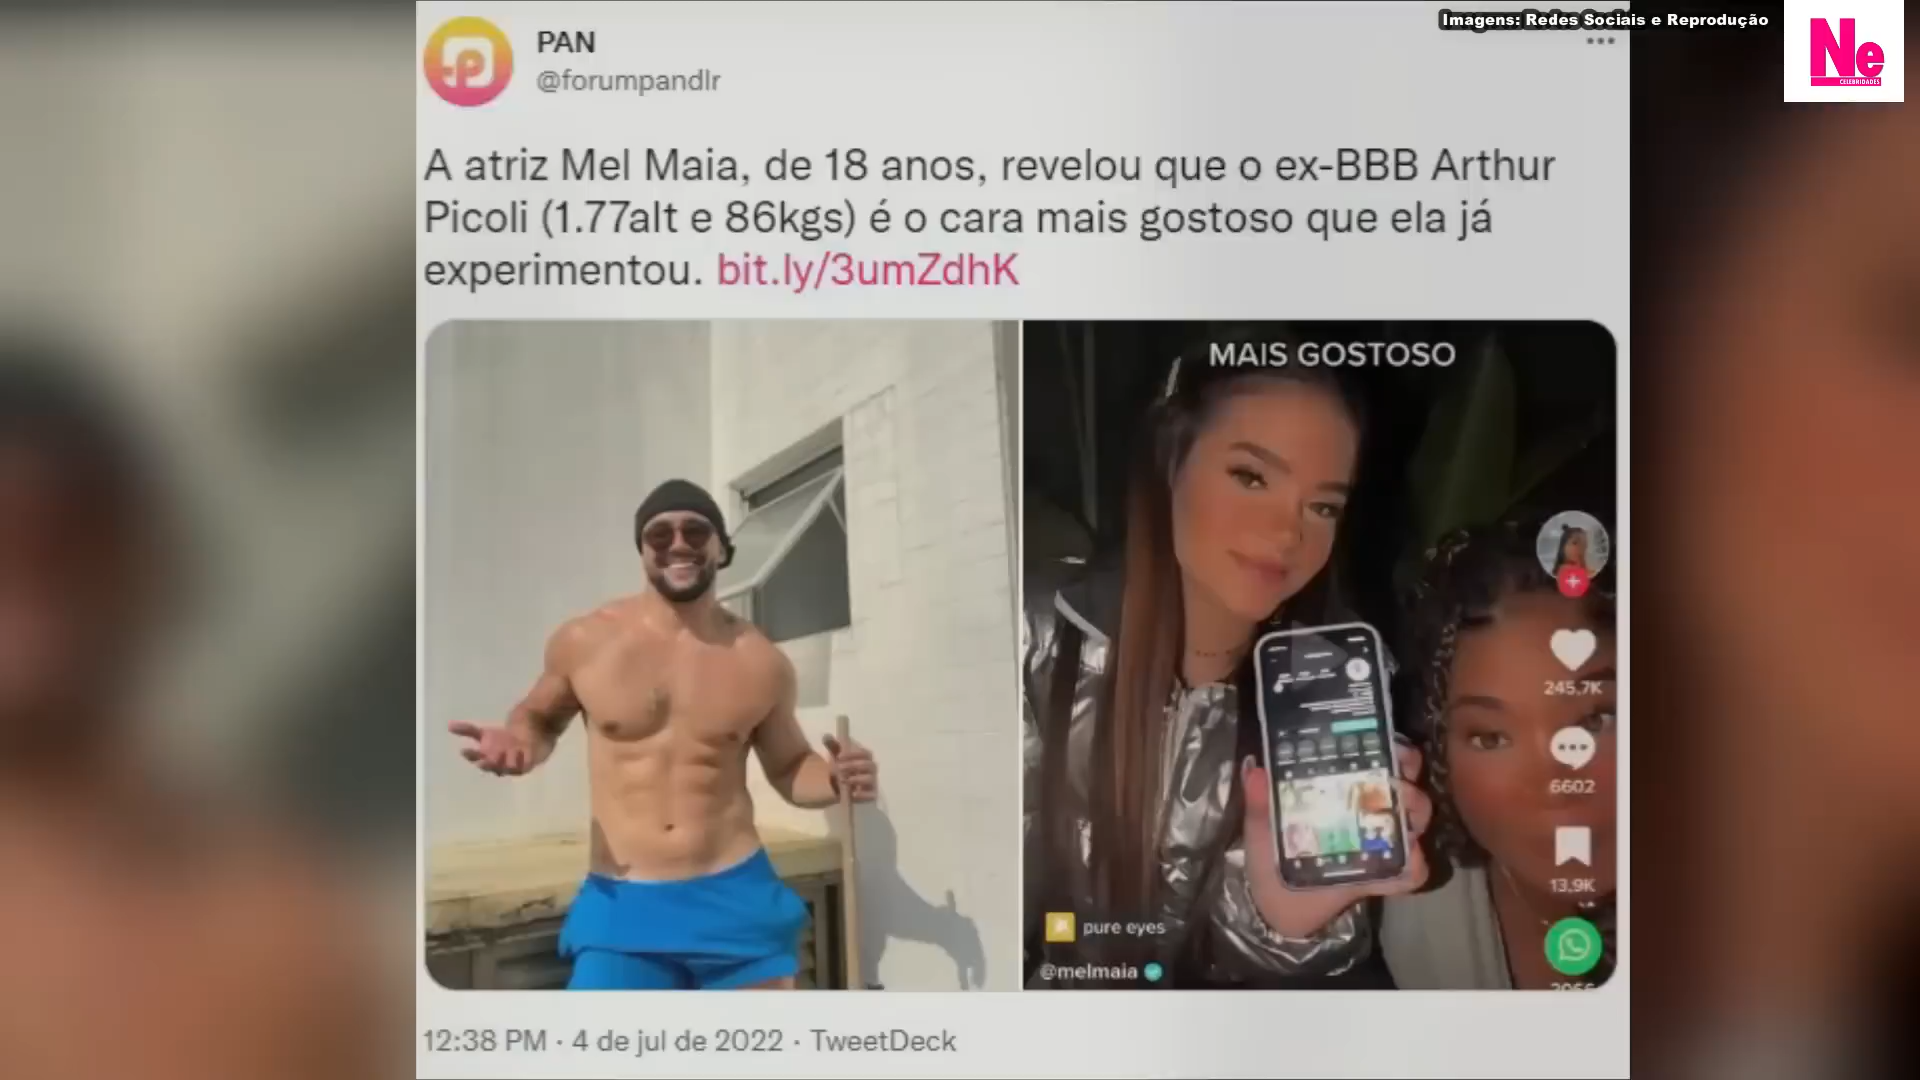 Imagens: Redes Sociais e Reprodução
Ne
CELEBRIDADES
PAN
@forumpandlr
A atriz Mel Maia, de 18 anos, revelou que o ex-BBB Arthur
Picoli (1.77alt e 86kgs) é o cara mais gostoso que ela já
experimentou. bit.ly/3umZdhK
MAIS GOSTOSO
245.7K
6602
13.9K
pure eyes
@melmaia
12:38 PM · 4 de jul de 2022 · TweetDeck